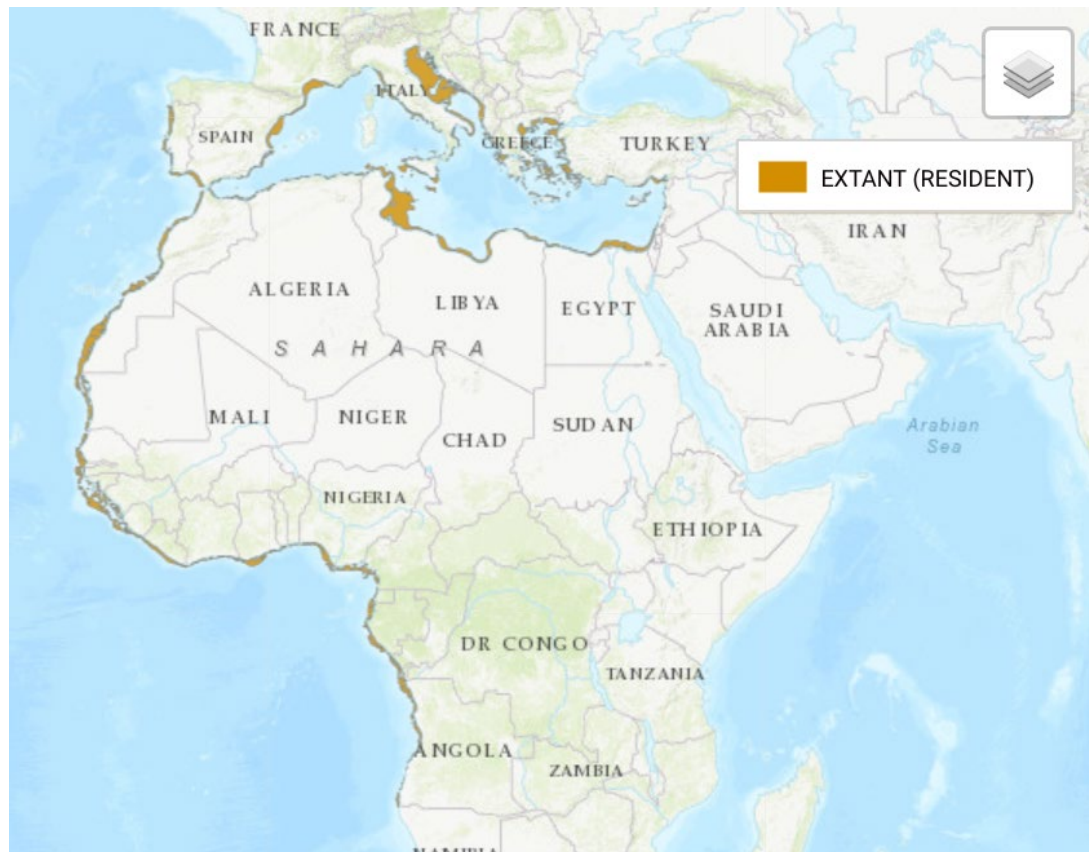 FRANCE
ITALY
SPAIN
GREECE
TURKEY
EXTANT (RESIDENT)
IRAN
ALGERIA
LIBYA
EGYPT
SAUDI
ARABIA
SAHARA
MALI
NIGER
CHAD
SUDAN
Arabian
Sea
NIGERIA
ETHIOPIA
DR CONGO
TANZANIA
ANGOLA
ZAMBIA
NAMIBIA